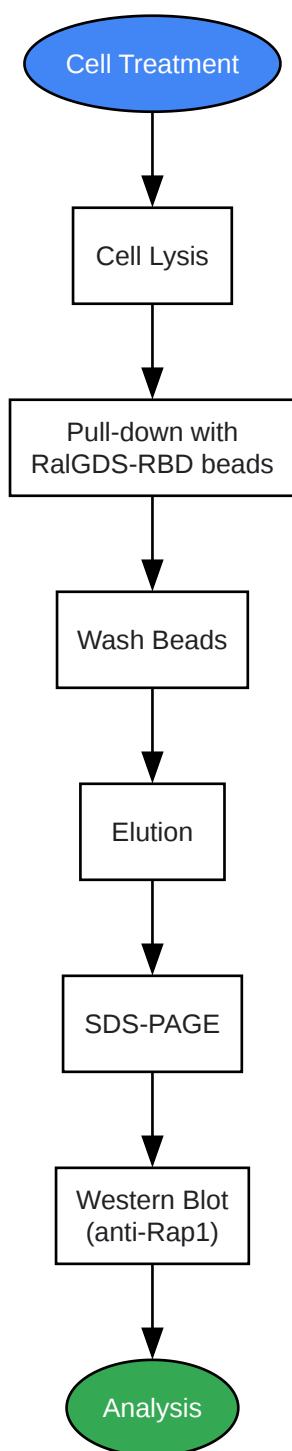 Cell Treatment
Cell Lysis
Pull-down with
RalGDS-RBD beads
Wash Beads
Elution
SDS-PAGE
Western Blot
(anti-Rap1)
Analysis